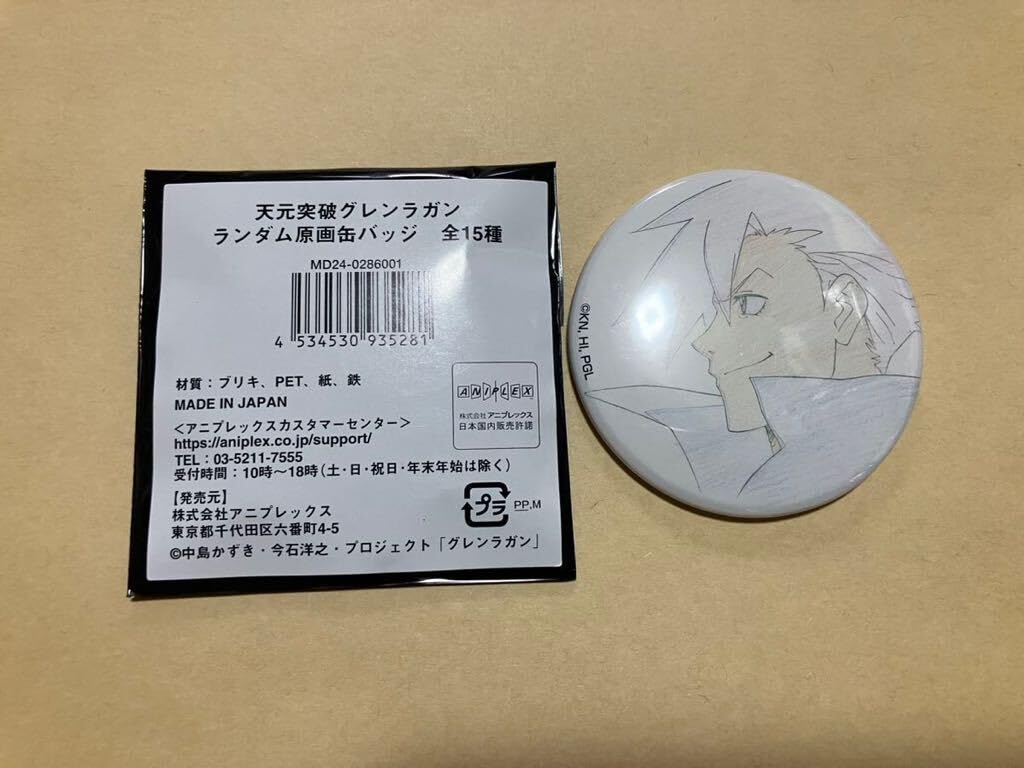 天元突破グレンラガン
ランダム原画缶バッジ 全15種
MD24-0286001
4 534530 935281
材質：ブリキ、PET、紙、鉄
MADE IN JAPAN
＜アニプレックスカスタマーセンター＞
https://aniplex.co.jp/support/
TEL：03-5211-7555
受付時間：10時～18時（土・日・祝日・年末年始は除く）
【発売元】
株式会社アニプレックス
東京都千代田区六番町4-5
©中島かずき・今石洋之・プロジェクト「グレンラガン」
ANIPLEX
株式会社 アニプレックス
日本国内販売許諾
プラ
PP,M
©KN, HI, PGL